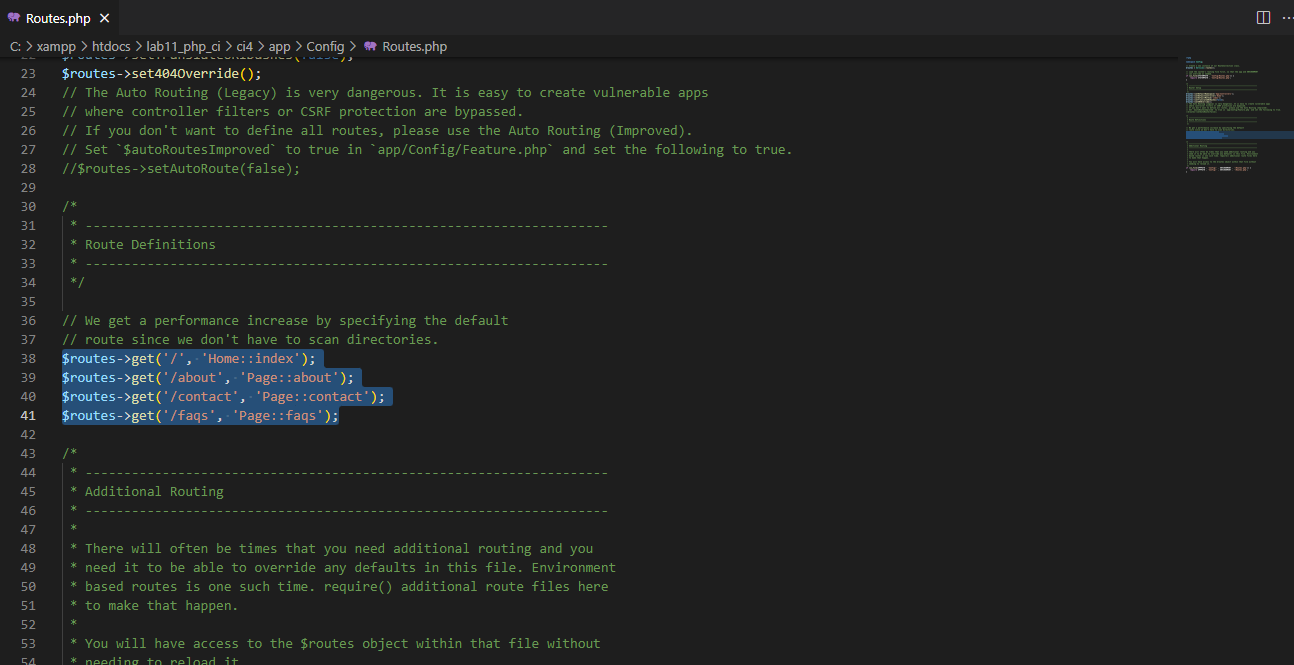 Routes.php
C: > xampp > htdocs > lab11_php_ci > ci4 > app > Config > Routes.php
22 $routes->setTranslateURIDashes(false);
23 $routes->set404Override();
24 // The Auto Routing (Legacy) is very dangerous. It is easy to create vulnerable apps
25 // where controller filters or CSRF protection are bypassed.
26 // If you don't want to define all routes, please use the Auto Routing (Improved).
27 // Set `$autoRoutesImproved` to true in `app/Config/Feature.php` and set the following to true.
28 //$routes->setAutoRoute(false);
29
30 /*
31 * --------------------------------------------------------------------
32 * Route Definitions
33 * --------------------------------------------------------------------
34 */
35
36 // We get a performance increase by specifying the default
37 // route since we don't have to scan directories.
38 $routes->get('/', 'Home::index');
39 $routes->get('/about', 'Page::about');
40 $routes->get('/contact', 'Page::contact');
41 $routes->get('/faqs', 'Page::faqs');
42
43 /*
44 * --------------------------------------------------------------------
45 * Additional Routing
46 * --------------------------------------------------------------------
47 *
48 * There will often be times that you need additional routing and you
49 * need it to be able to override any defaults in this file. Environment
50 * based routes is one such time. require() additional route files here
51 * to make that happen.
52 *
53 * You will have access to the $routes object within that file without
54 * needing to reload it.